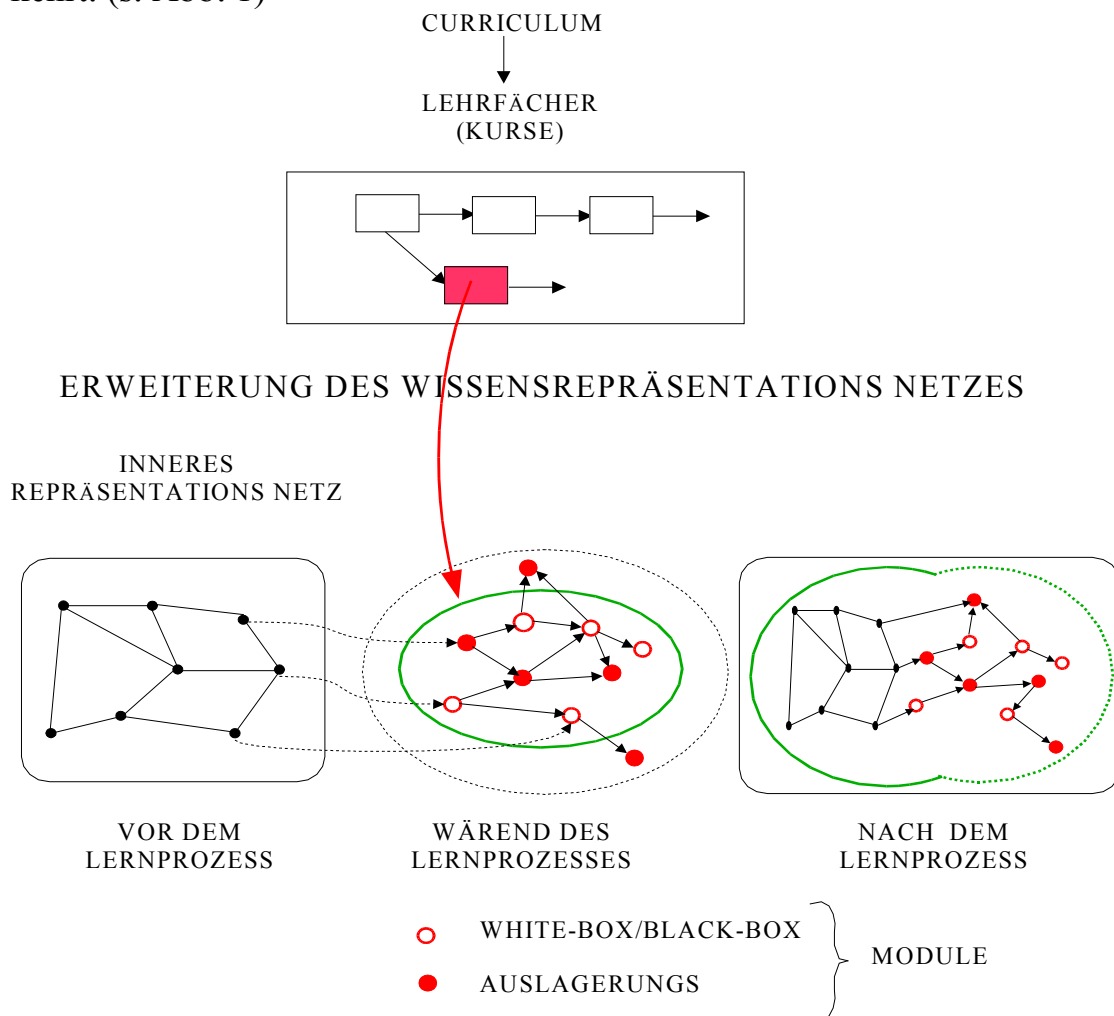 CURRICULUM
LEHRFÄCHER
(KURSE)
ERWEITERUNG DES WISSENSREPRÄSENTATIONS NETZES
INNERES
REPRÄSENTATIONS NETZ
VOR DEM
LERNPROZESS
WÄREND DES
LERNPROZESSES
NACH DEM
LERNPROZESS
WHITE-BOX/BLACK-BOX
AUSLAGERUNGS
MODULE